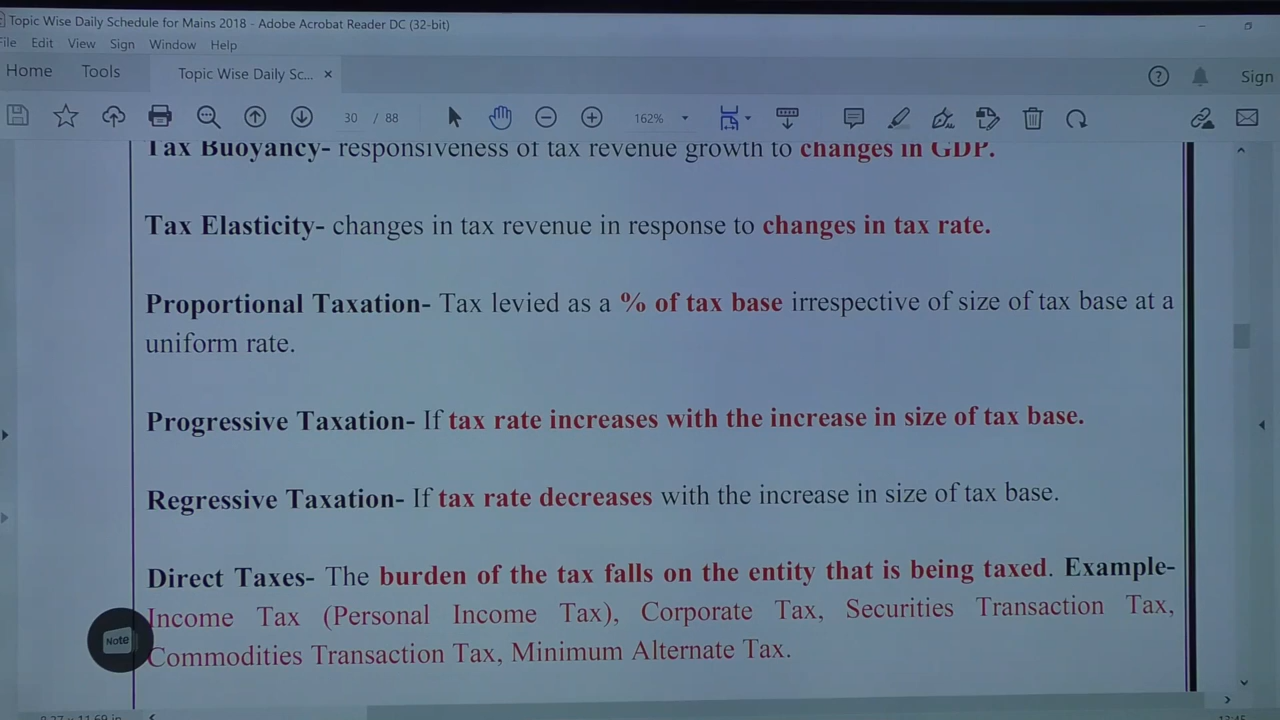 Topic Wise Daily Schedule for Mains 2018 - Adobe Acrobat Reader DC (32-bit)
File Edit View Sign Window Help
Home Tools Topic Wise Daily Sc... × Sign
30 / 88 162%
Tax Buoyancy- responsiveness of tax revenue growth to changes in GDP.
Tax Elasticity- changes in tax revenue in response to changes in tax rate.
Proportional Taxation- Tax levied as a % of tax base irrespective of size of tax base at a
uniform rate.
Progressive Taxation- If tax rate increases with the increase in size of tax base.
Regressive Taxation- If tax rate decreases with the increase in size of tax base.
Direct Taxes- The burden of the tax falls on the entity that is being taxed. Example-
Income Tax (Personal Income Tax), Corporate Tax, Securities Transaction Tax,
Note
Commodities Transaction Tax, Minimum Alternate Tax.